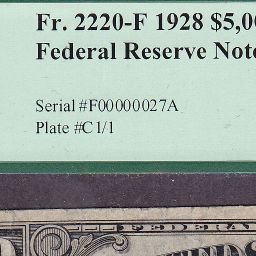 Fr. 2220-F 1928 $5,00
Federal Reserve Note
Serial #F00000027A
Plate #C1/1